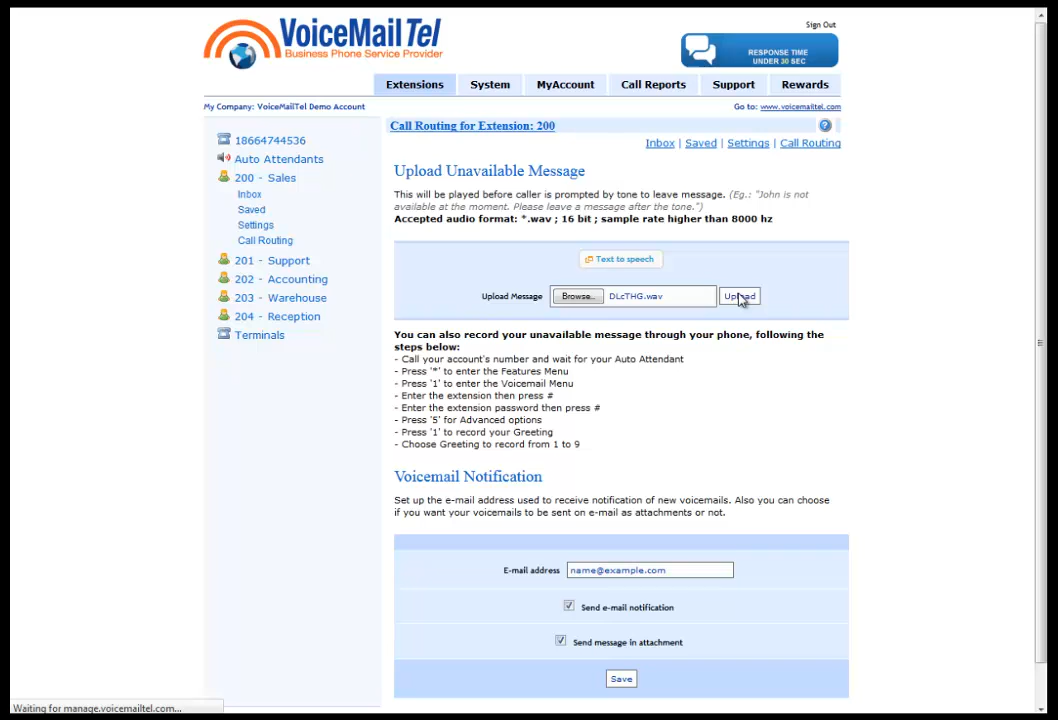 VoiceMail Tel
Business Phone Service Provider
Sign Out
RESPONSE TIME
UNDER 30 SEC
Extensions
System
MyAccount
Call Reports
Support
Rewards
My Company: VoiceMailTel Demo Account
Go to: www.voicemailtel.com
18664744536
Auto Attendants
200 - Sales
Inbox
Saved
Settings
Call Routing
201 - Support
202 - Accounting
203 - Warehouse
204 - Reception
Terminals
Call Routing for Extension: 200
?
Inbox | Saved | Settings | Call Routing
Upload Unavailable Message
This will be played before caller is prompted by tone to leave message. (Eg.: "John is not
available at the moment. Please leave a message after the tone.")
Accepted audio format: *.wav ; 16 bit ; sample rate higher than 8000 hz
Text to speech
Upload Message Browse... DLcTHG.wav Upload
You can also record your unavailable message through your phone, following the
steps below:
- Call your account's number and wait for your Auto Attendant
- Press '*' to enter the Features Menu
- Press '1' to enter the Voicemail Menu
- Enter the extension then press #
- Enter the extension password then press #
- Press '5' for Advanced options
- Press '1' to record your Greeting
- Choose Greeting to record from 1 to 9
Voicemail Notification
Set up the e-mail address used to receive notification of new voicemails. Also you can choose
if you want your voicemails to be sent on e-mail as attachments or not.
E-mail address name@example.com
Send e-mail notification
Send message in attachment
Save
Waiting for manage.voicemailtel.com...